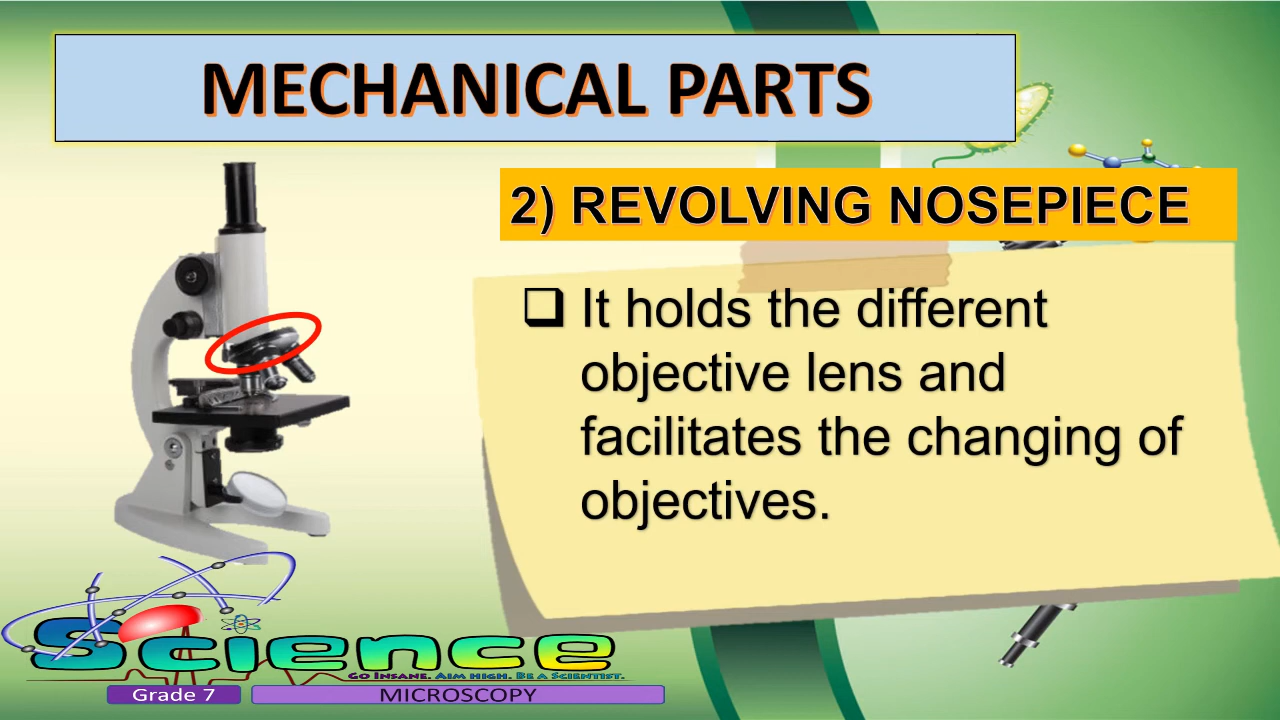 MECHANICAL PARTS
2) REVOLVING NOSEPIECE
It holds the different
objective lens and
facilitates the changing of
objectives.
Science
GO INSANE. AIM HIGH. BE A SCIENTIST.
Grade 7
MICROSCOPY